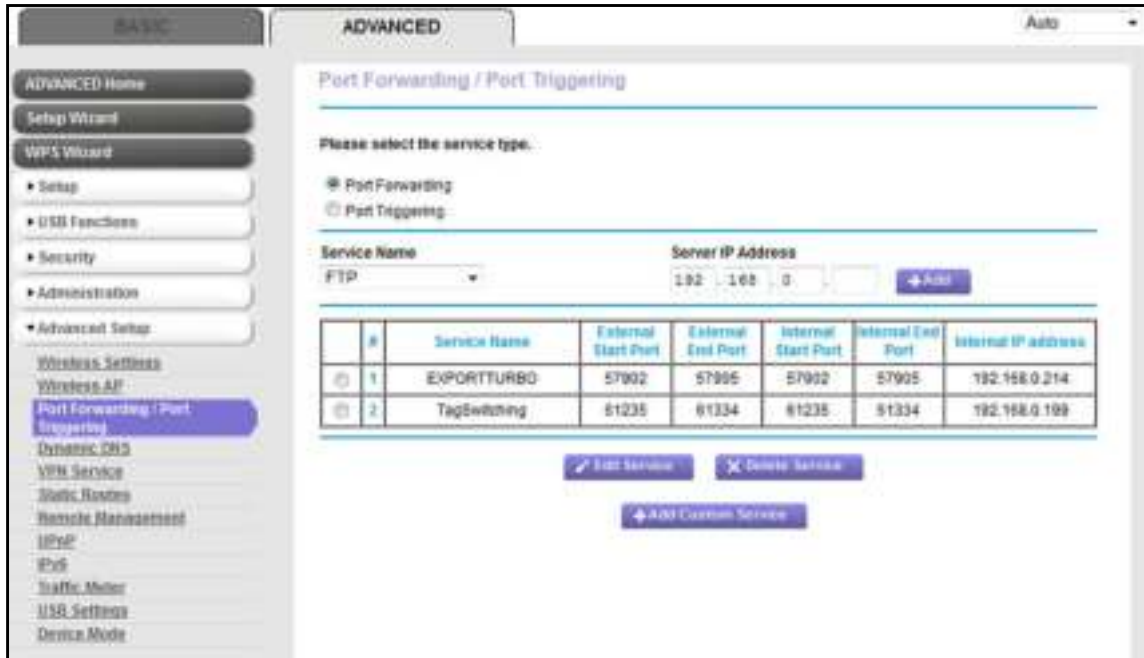 BASIC
ADVANCED
Auto
ADVANCED Home
Setup Wizard
WPS Wizard
Setup
USB Functions
Security
Administration
Advanced Setup
Wireless Settings
Wireless AP
Port Forwarding / Port
Triggering
Dynamic DNS
VPN Service
Static Routes
Remote Management
UPnP
IPv6
Traffic Meter
USB Settings
Device Mode
Port Forwarding / Port Triggering
Please select the service type.
Port Forwarding
Port Triggering
Service Name
Server IP Address
FTP
192 . 168 . 0 .
+Add
# Service Name External Start Port External End Port Internal Start Port Internal End Port Internal IP address
1 EXPORTTURBO 57902 57905 57902 57905 192.168.0.214
2 TagSwitching 61334 192.168.0.199
Edit Service
X Delete Service
+Add Custom Service